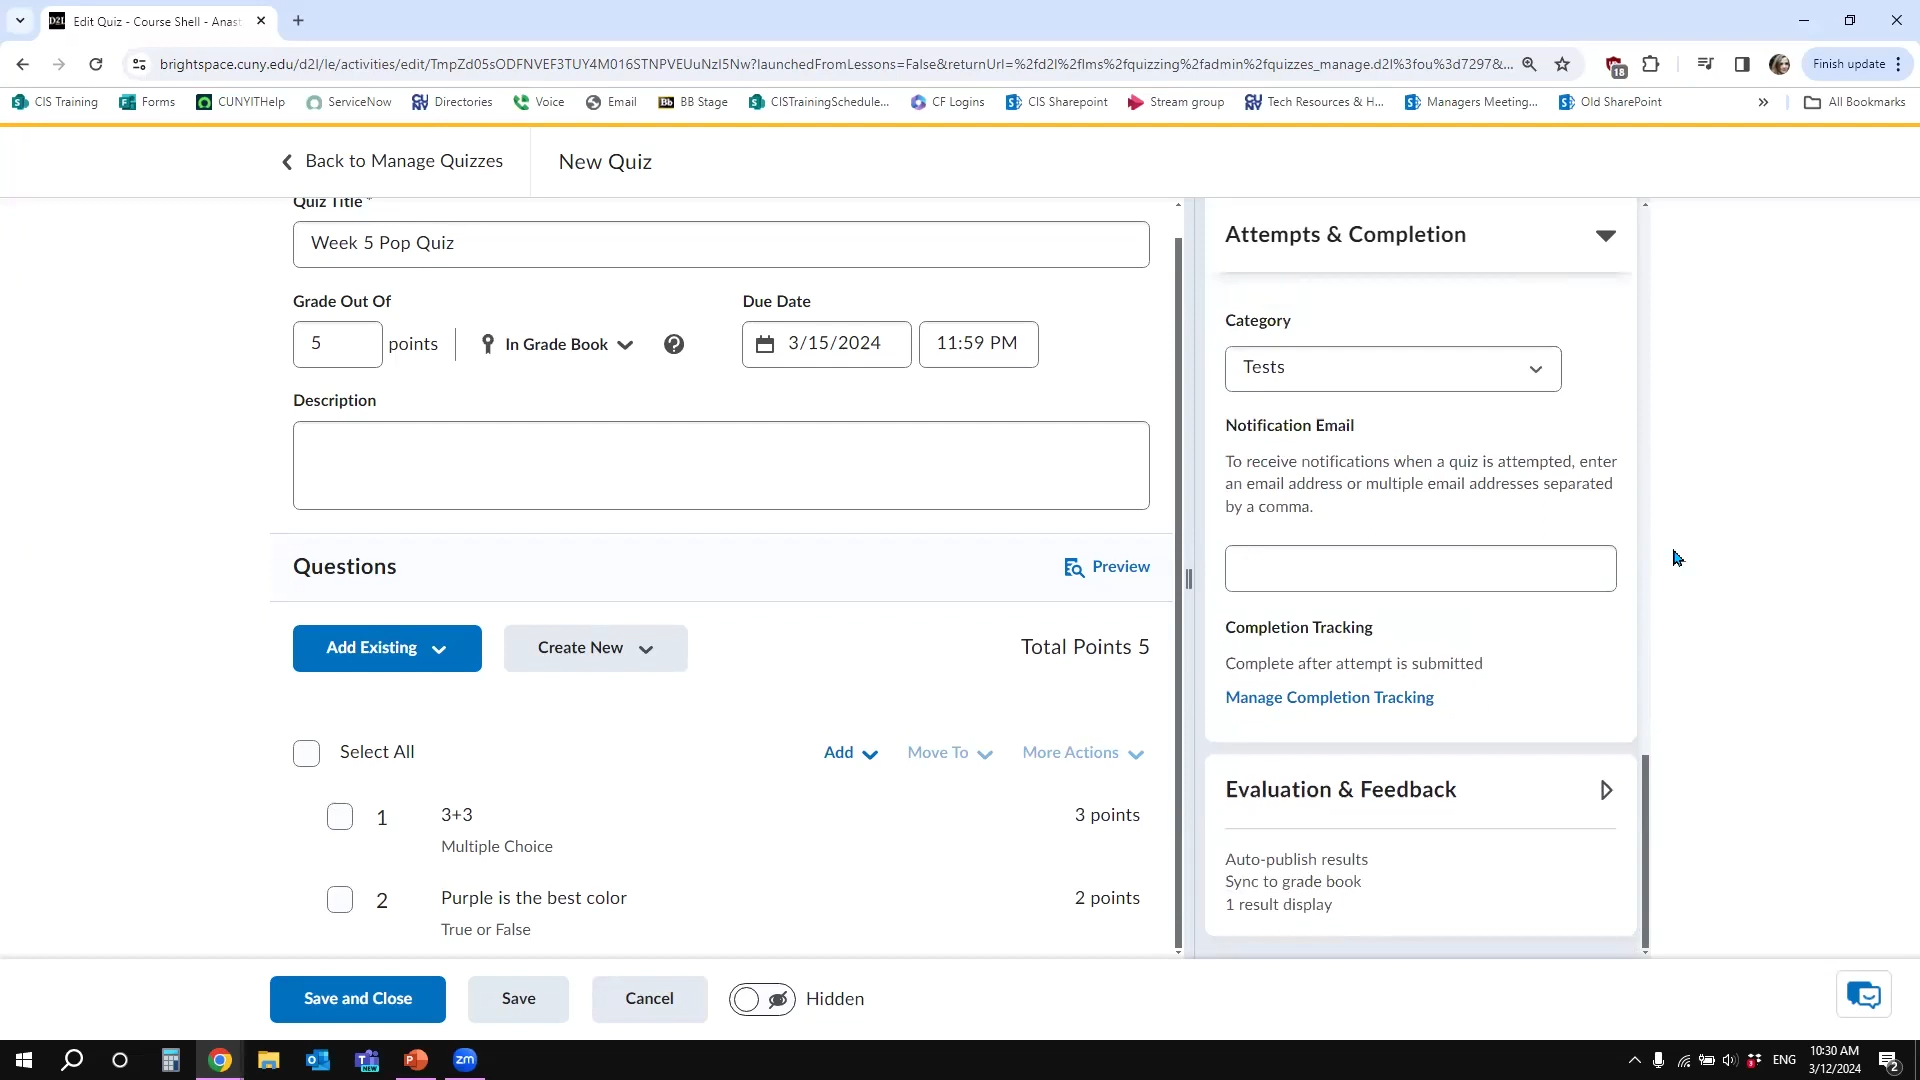 D2L Edit Quiz - Course Shell - Anast
brightspace.cuny.edu/d2l/le/activities/edit/TmpZd05sODFNVEF3TUY4M016STNPVEUuNzI5Nw?launchedFromLessons=False&returnUrl=%2fd2l%2flms%2fquizzing%2fadmin%2fquizzes_manage.d2l%3fou%3d7297&...
18
Finish update
CIS Training
Forms
CUNYITHelp
ServiceNow
Directories
Voice
Email
Bb BB Stage
CISTrainingSchedule...
CF Logins
CIS Sharepoint
Stream group
Tech Resources & H...
Managers Meeting...
Old SharePoint
»
All Bookmarks
Back to Manage Quizzes
New Quiz
Quiz Title *
Week 5 Pop Quiz
Grade Out Of
5 points
In Grade Book
Due Date
3/15/2024
11:59 PM
Description
Questions
Preview
Add Existing
Create New
Total Points 5
Select All
Add
Move To
More Actions
1 3+3 3 points
Multiple Choice
2 Purple is the best color 2 points
True or False
Attempts & Completion
Category
Tests
Notification Email
To receive notifications when a quiz is attempted, enter
an email address or multiple email addresses separated
by a comma.
Completion Tracking
Complete after attempt is submitted
Manage Completion Tracking
Evaluation & Feedback
Auto-publish results
Sync to grade book
1 result display
Save and Close
Save
Cancel
Hidden
NEW
zm
ENG
10:30 AM
3/12/2024
2